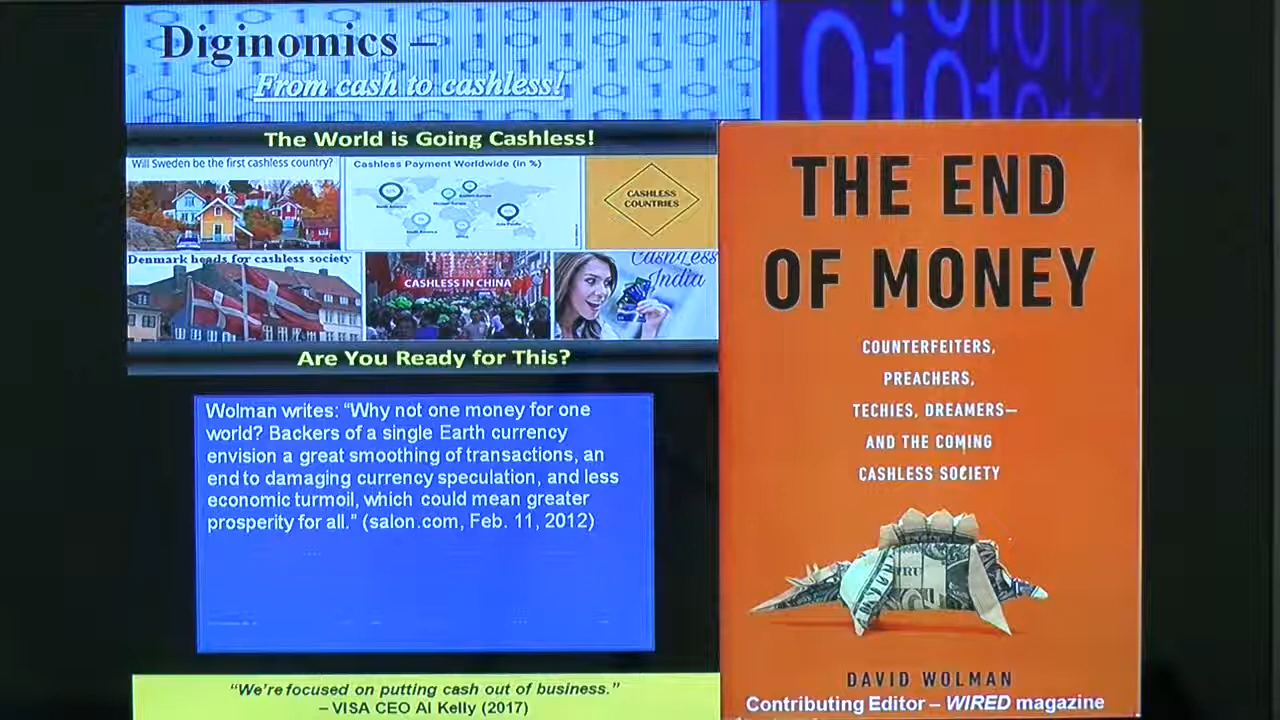 Diginomics –
From cash to cashless!
The World is Going Cashless!
Will Sweden be the first cashless country?
Cashless Payment Worldwide (in %)
CASHLESS
COUNTRIES
Denmark heads for cashless society
CASHLESS IN CHINA
CashLess
India
Are You Ready for This?
Wolman writes: “Why not one money for one
world? Backers of a single Earth currency
envision a great smoothing of transactions, an
end to damaging currency speculation, and less
economic turmoil, which could mean greater
prosperity for all.” (salon.com, Feb. 11, 2012)
“We’re focused on putting cash out of business.”
– VISA CEO Al Kelly (2017)
THE END
OF MONEY
COUNTERFEITERS,
PREACHERS,
TECHIES, DREAMERS—
AND THE COMING
CASHLESS SOCIETY
DAVID WOLMAN
Contributing Editor – WIRED magazine